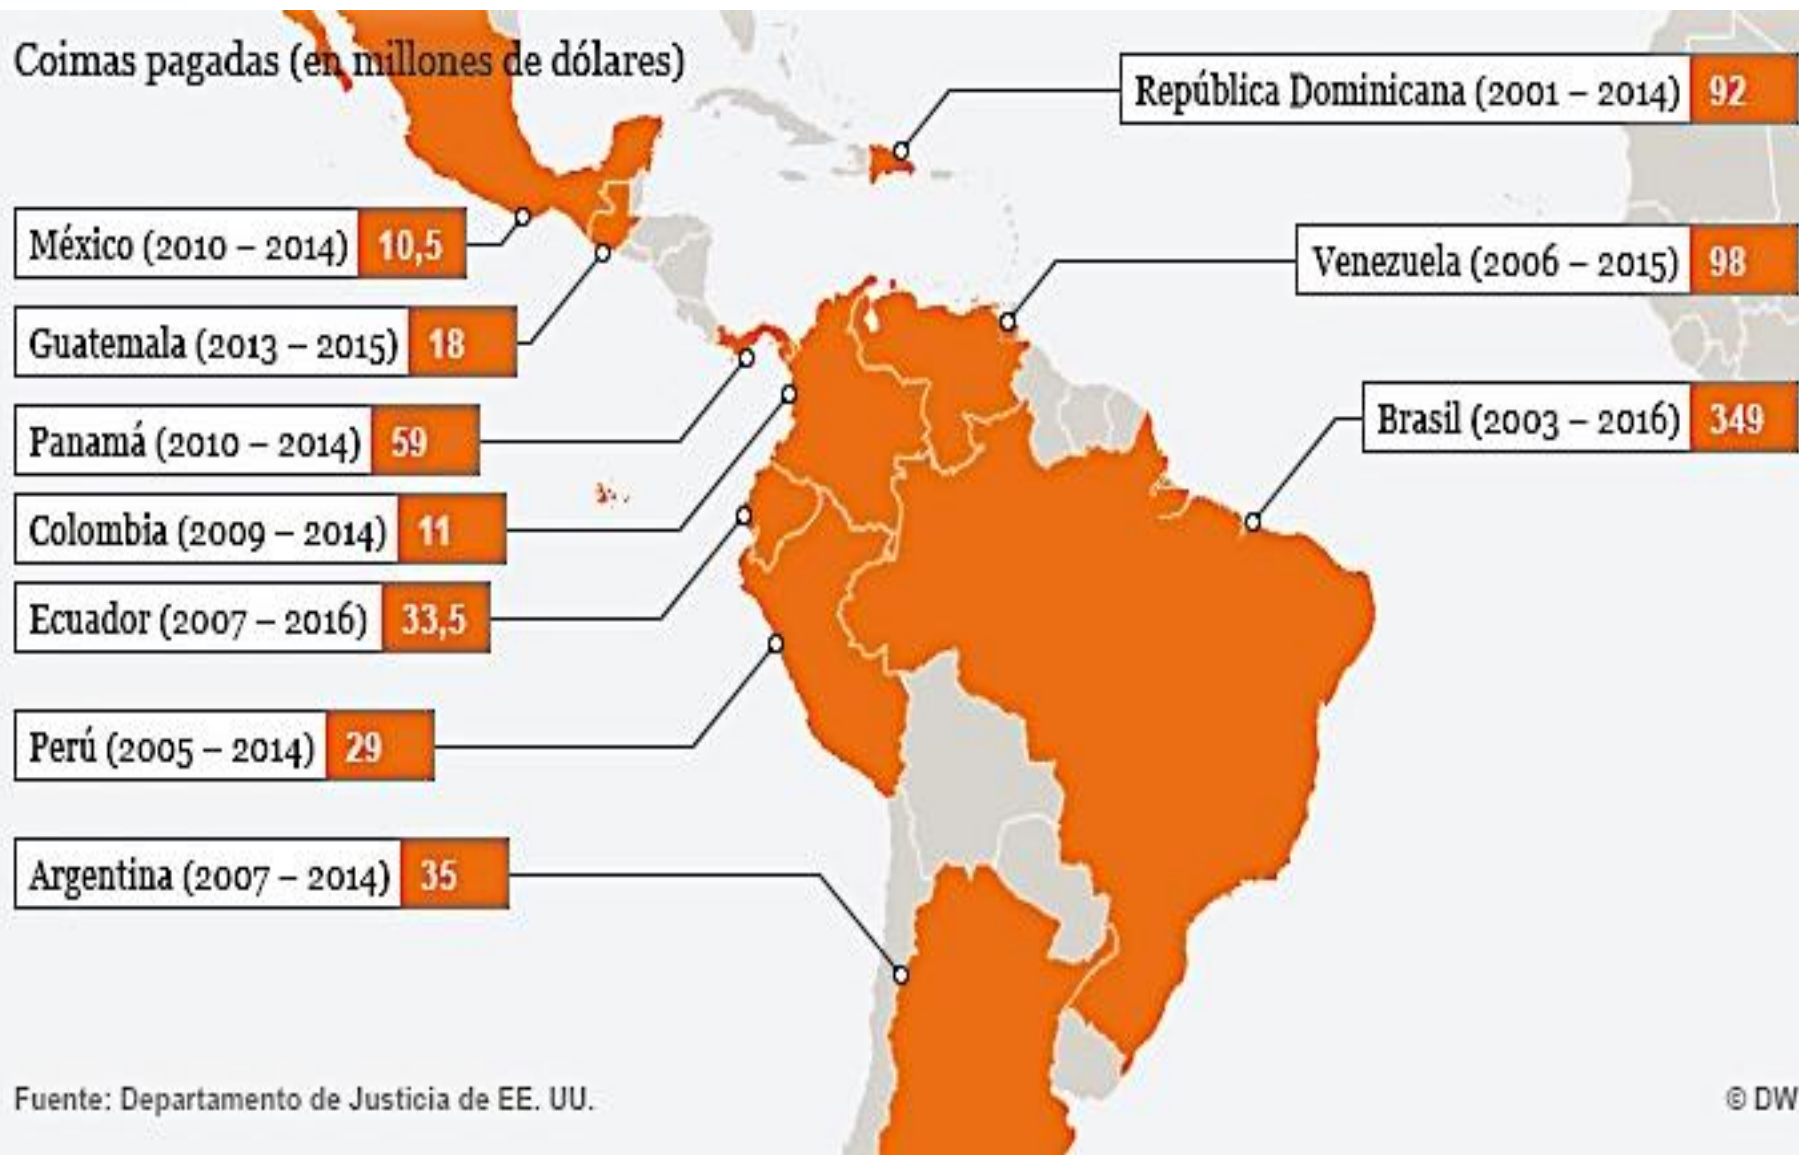 Coimas pagadas (en millones de dólares)
República Dominicana (2001 – 2014) 92
México (2010 – 2014) 10,5
Venezuela (2006 – 2015) 98
Guatemala (2013 – 2015) 18
Brasil (2003 – 2016) 349
Panamá (2010 – 2014) 59
Colombia (2009 – 2014) 11
Ecuador (2007 – 2016) 33,5
Perú (2005 – 2014) 29
Argentina (2007 – 2014) 35
Fuente: Departamento de Justicia de EE. UU.
© DW